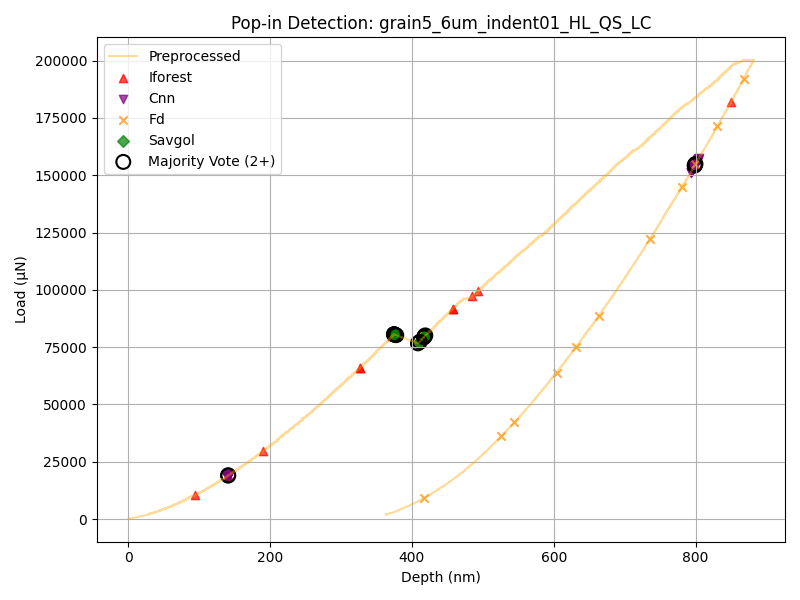 Pop-in Detection: grain5_6um_indent01_HL_QS_LC
Preprocessed
Iforest
Cnn
Fd
Savgol
Majority Vote (2+)
200000
175000
150000
125000
100000
75000
50000
25000
0
Load (μN)
0 200 400 600 800
Depth (nm)